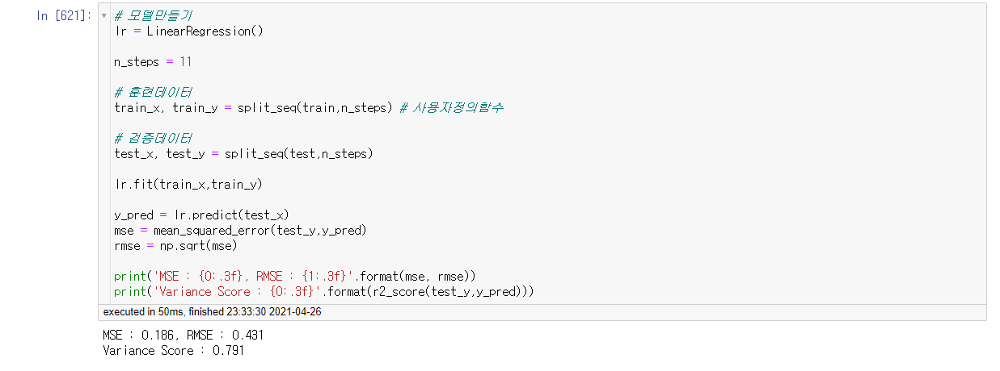 In [621]:
# 모델만들기
lr = LinearRegression()
n_steps = 11
# 훈련데이터
train_x, train_y = split_seq(train,n_steps) # 사용자정의함수
# 검증데이터
test_x, test_y = split_seq(test,n_steps)
lr.fit(train_x,train_y)
y_pred = lr.predict(test_x)
mse = mean_squared_error(test_y,y_pred)
rmse = np.sqrt(mse)
print('MSE : {0:.3f}, RMSE : {1:.3f}'.format(mse, rmse))
print('Variance Score : {0:.3f}'.format(r2_score(test_y,y_pred)))
executed in 50ms, finished 23:33:30 2021-04-26
MSE : 0.186, RMSE : 0.431
Variance Score : 0.791